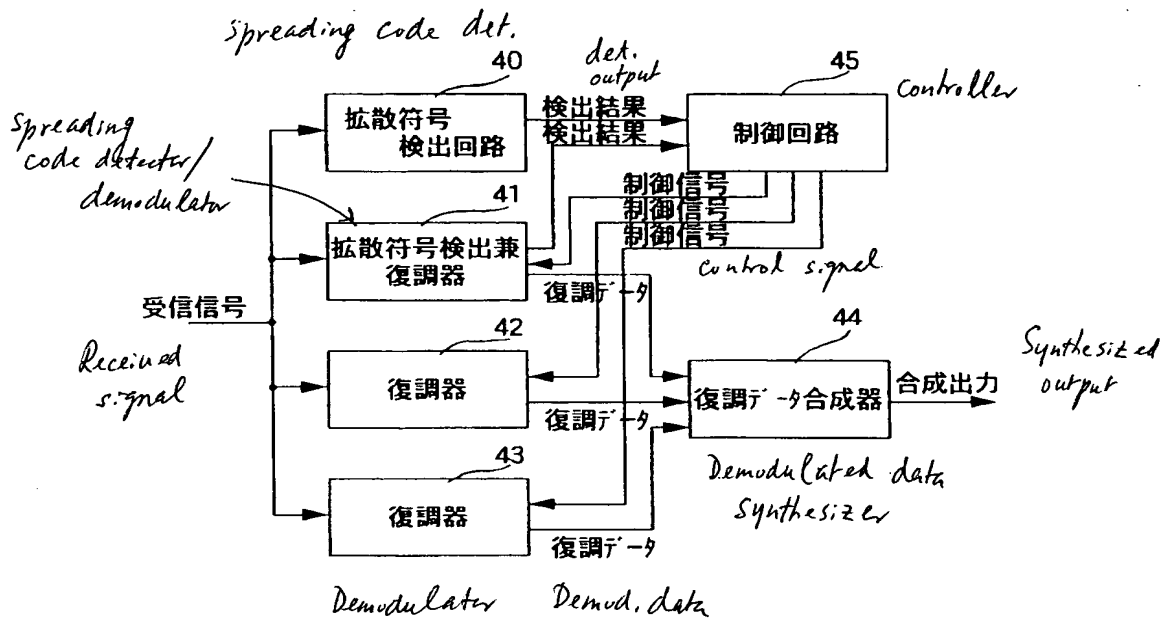 spreading code det.
40
拡散符号
検出回路
det.
output
検出結果
検出結果
45
制御回路
controller
spreading
code detector/
demodulator
41
拡散符号検出兼
復調器
制御信号
制御信号
制御信号
control signal
復調データ
受信信号
Received
signal
42
復調器
復調データ
44
復調データ合成器
合成出力
Synthesized
output
Demodulated data
synthesizer
43
復調器
復調データ
Demodulator
Demod. data